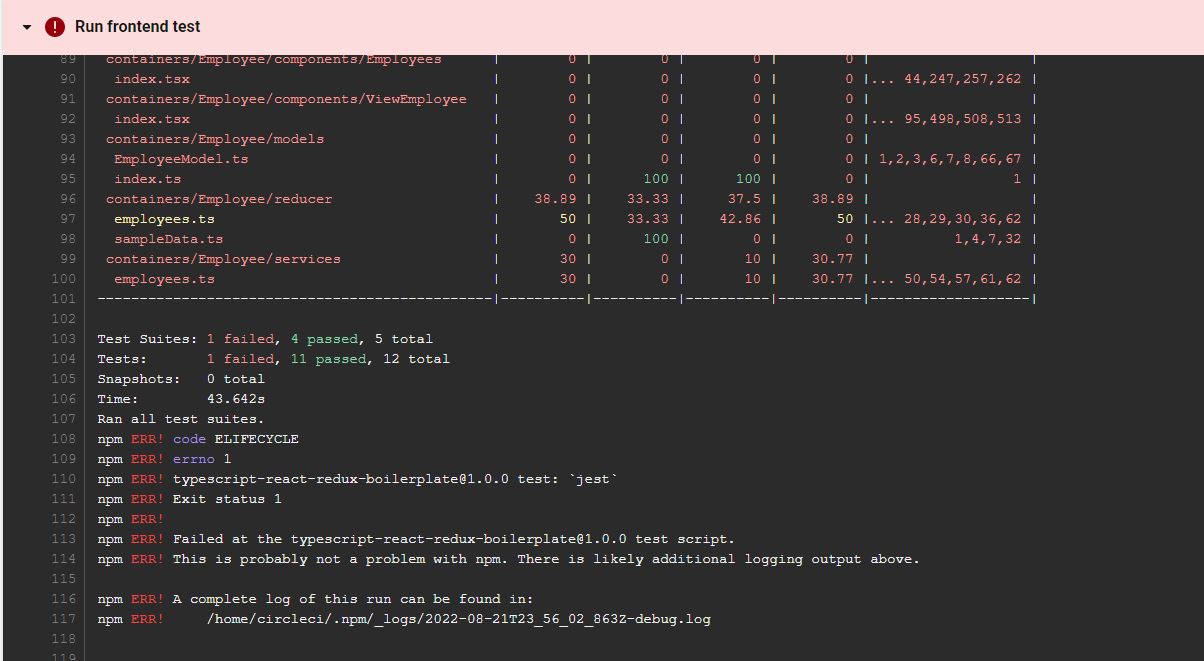 Run frontend test
89 containers/Employee/components/Employees | 0 | 0 | 0 | 0 | |
90 index.tsx | 0 | 0 | 0 | 0 |... 44,247,257,262 |
91 containers/Employee/components/ViewEmployee | 0 | 0 | 0 | 0 | |
92 index.tsx | 0 | 0 | 0 | 0 |... 95,498,508,513 |
93 containers/Employee/models | 0 | 0 | 0 | 0 | |
94 EmployeeModel.ts | 0 | 0 | 0 | 0 | 1,2,3,6,7,8,66,67 |
95 index.ts | 0 | 100 | 100 | 0 | 1 |
96 containers/Employee/reducer | 38.89 | 33.33 | 37.5 | 38.89 | |
97 employees.ts | 50 | 33.33 | 42.86 | 50 |... 28,29,30,36,62 |
98 sampleData.ts | 0 | 100 | 0 | 0 | 1,4,7,32 |
99 containers/Employee/services | 30 | 0 | 10 | 30.77 | |
100 employees.ts | 30 | 0 | 10 | 30.77 |... 50,54,57,61,62 |
101 -----------------------------------------------|----------|----------|----------|----------|-------------------|
102
103 Test Suites: 1 failed, 4 passed, 5 total
104 Tests: 1 failed, 11 passed, 12 total
105 Snapshots: 0 total
106 Time: 43.642s
107 Ran all test suites.
108 npm ERR! code ELIFECYCLE
109 npm ERR! errno 1
110 npm ERR! typescript-react-redux-boilerplate@1.0.0 test: `jest`
111 npm ERR! Exit status 1
112 npm ERR!
113 npm ERR! Failed at the typescript-react-redux-boilerplate@1.0.0 test script.
114 npm ERR! This is probably not a problem with npm. There is likely additional logging output above.
115
116 npm ERR! A complete log of this run can be found in:
117 npm ERR! /home/circleci/.npm/_logs/2022-08-21T23_56_02_863Z-debug.log
118
119